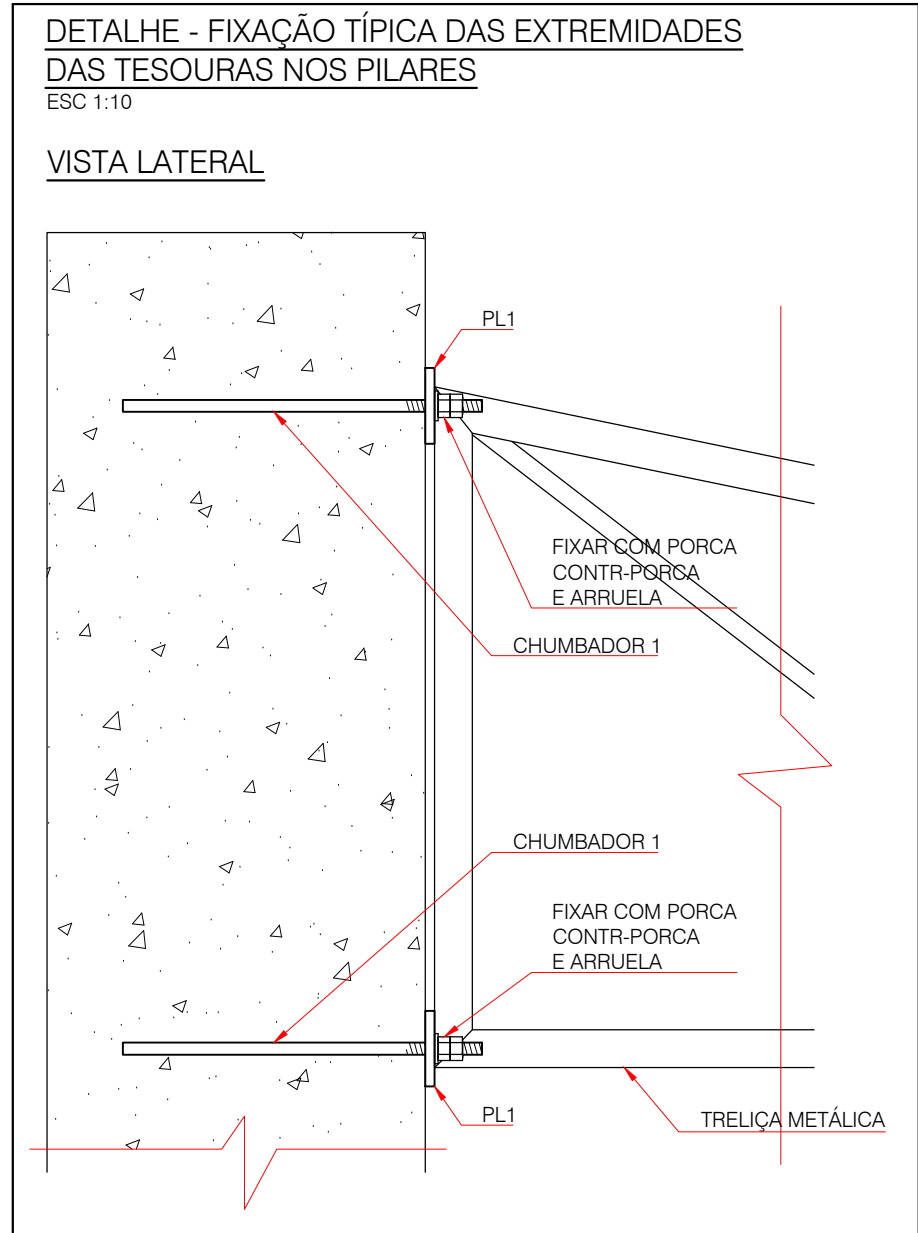 DETALHE - FIXAÇÃO TÍPICA DAS EXTREMIDADES
DAS TESOURAS NOS PILARES
ESC 1:10
VISTA LATERAL
PL1
FIXAR COM PORCA
CONTR-PORCA
E ARRUELA
CHUMBADOR 1
CHUMBADOR 1
FIXAR COM PORCA
CONTR-PORCA
E ARRUELA
PL1
TRELIÇA METÁLICA